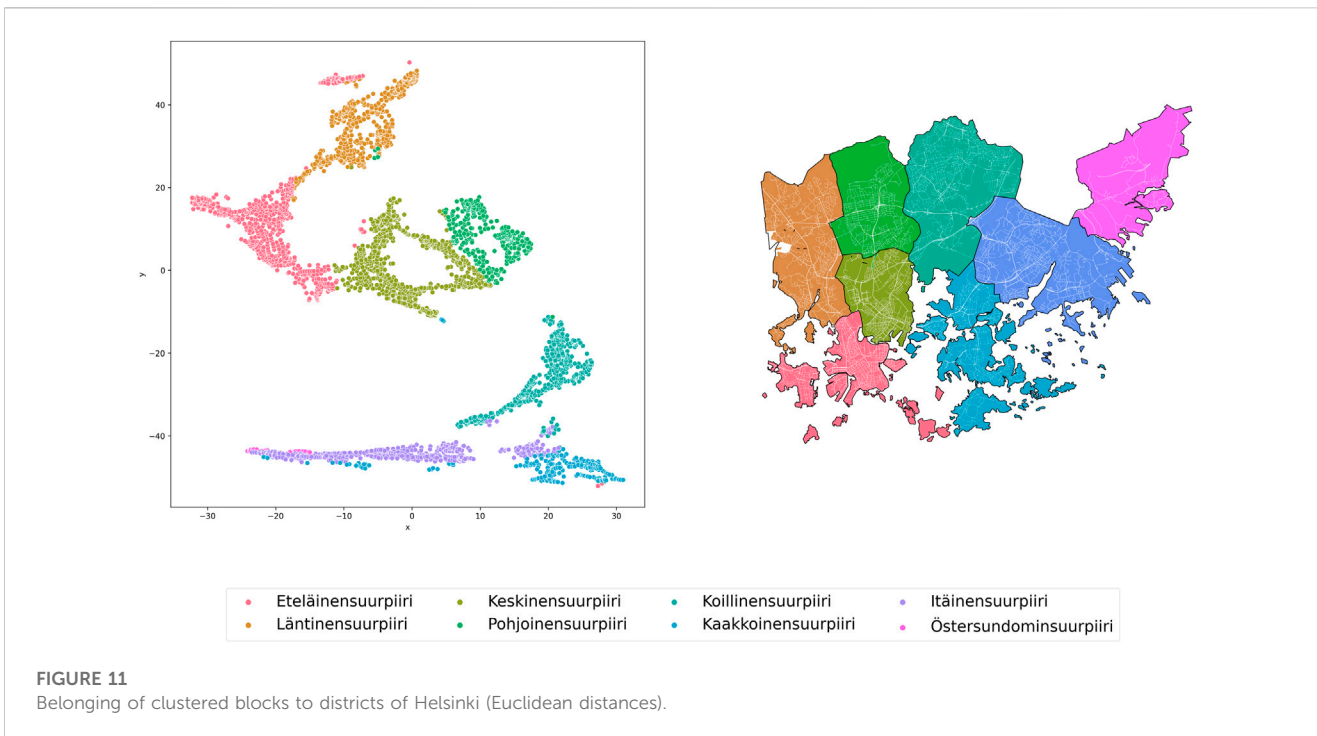 40
20
0
−20
−40
y
−30 −20 −10 0 10 20 30
x
Eteläinensuurpiiri Keskinensuurpiiri Koillinensuurpiiri Itäinensuurpiiri
Läntinensuurpiiri Pohjoinensuurpiiri Kaakkoinensuurpiiri Östersundominsuurpiiri
FIGURE 11
Belonging of clustered blocks to districts of Helsinki (Euclidean distances).